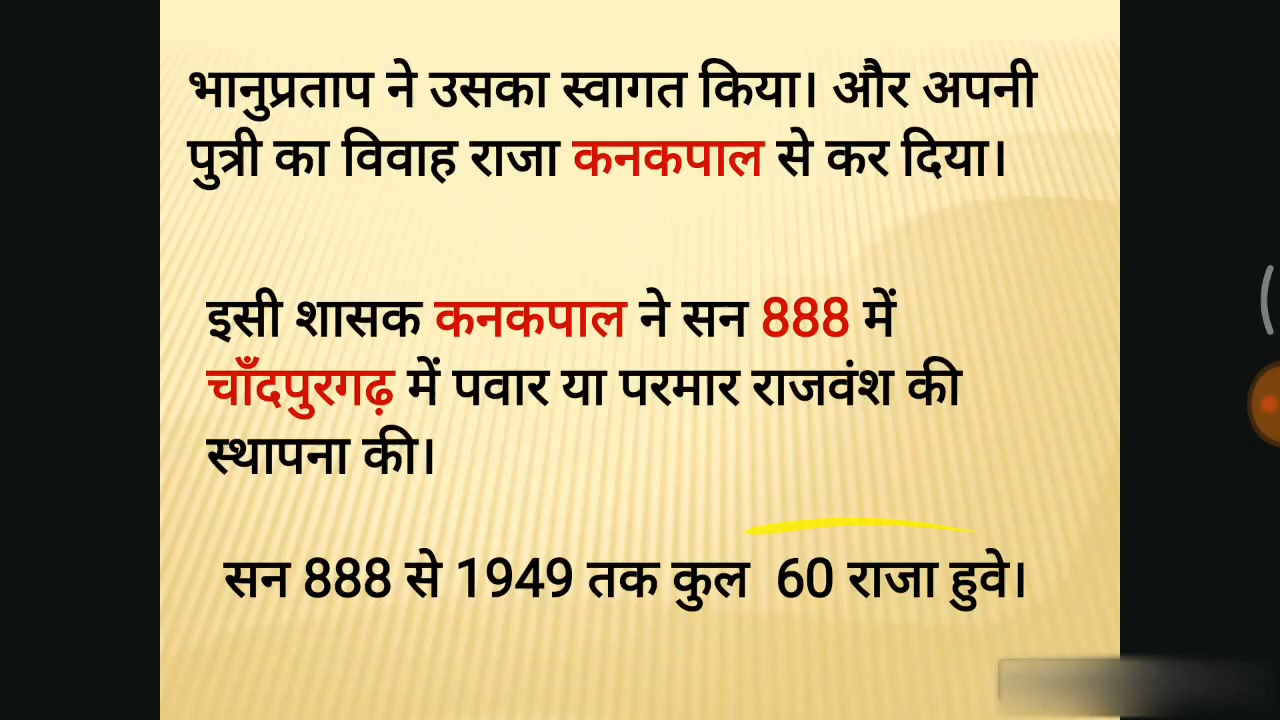 भानुप्रताप ने उसका स्वागत किया। और अपनी
पुत्री का विवाह राजा कनकपाल से कर दिया।
इसी शासक कनकपाल ने सन 888 में
चाँदपुरगढ़ में पवार या परमार राजवंश की
स्थापना की।
सन 888 से 1949 तक कुल 60 राजा हुवे।